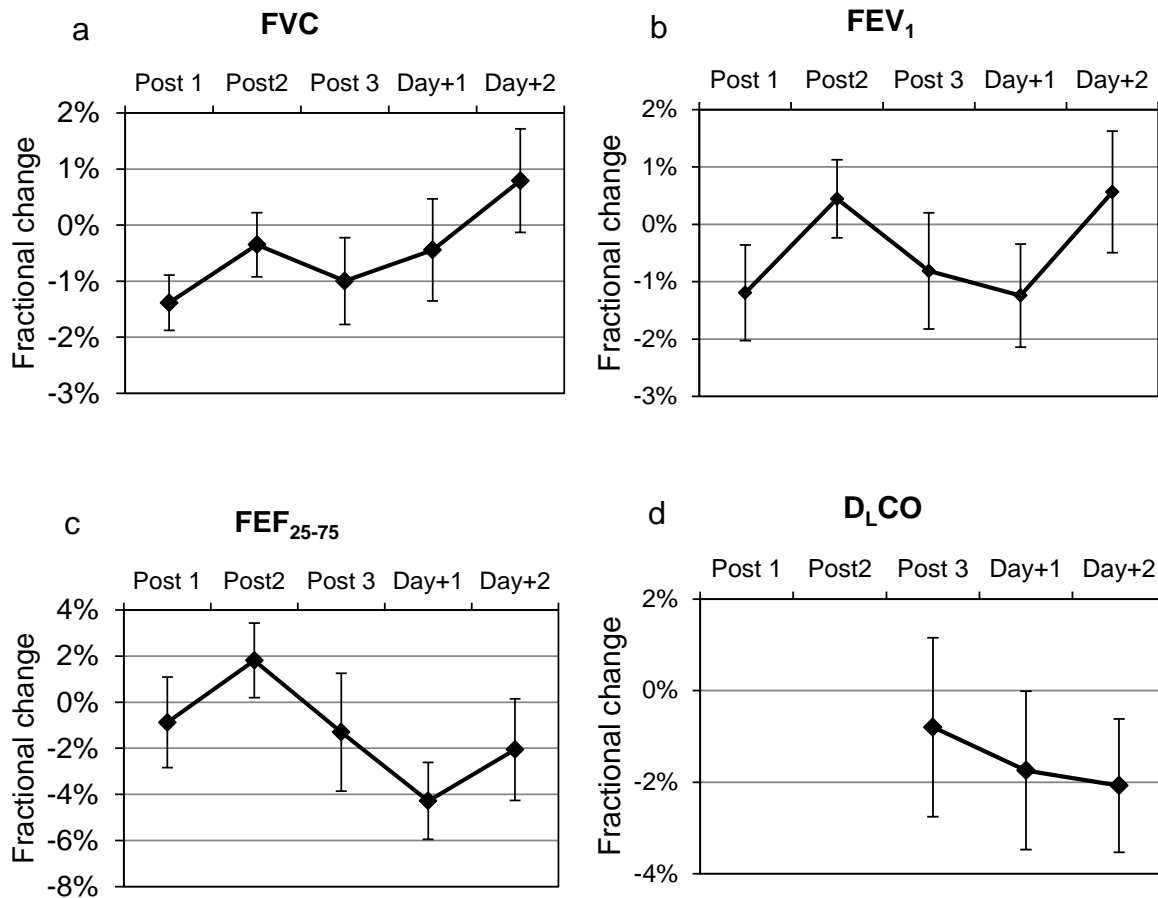 a
FVC
Post 1 Post2 Post 3 Day+1 Day+2
2%
1%
0%
-1%
-2%
-3%
Fractional change
b
FEV₁
Post 1 Post2 Post 3 Day+1 Day+2
2%
1%
0%
-1%
-2%
-3%
Fractional change
c
FEF₂₅₋₇₅
Post 1 Post2 Post 3 Day+1 Day+2
4%
2%
0%
-2%
-4%
-6%
-8%
Fractional change
d
DLCO
Post 1 Post2 Post 3 Day+1 Day+2
2%
0%
-2%
-4%
Fractional change